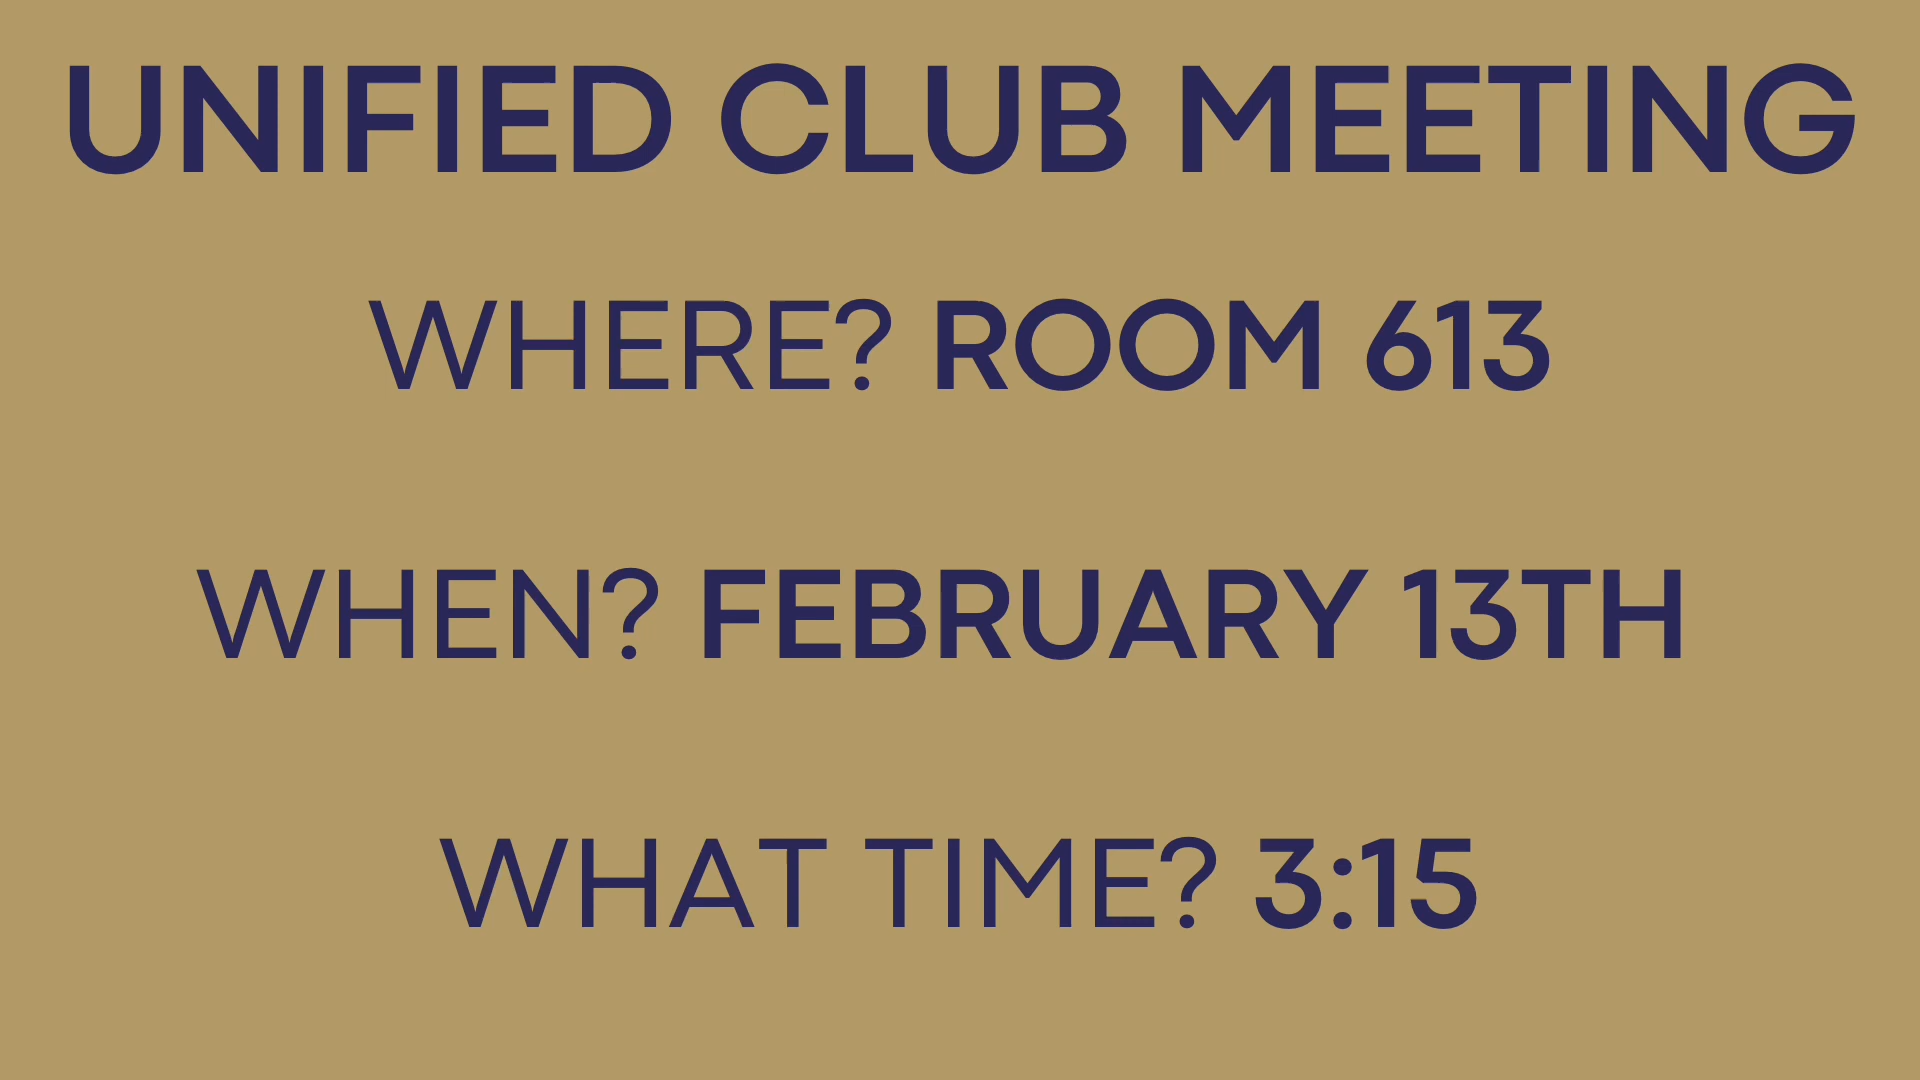 UNIFIED CLUB MEETING
WHERE? ROOM 613
WHEN? FEBRUARY 13TH
WHAT TIME? 3:15